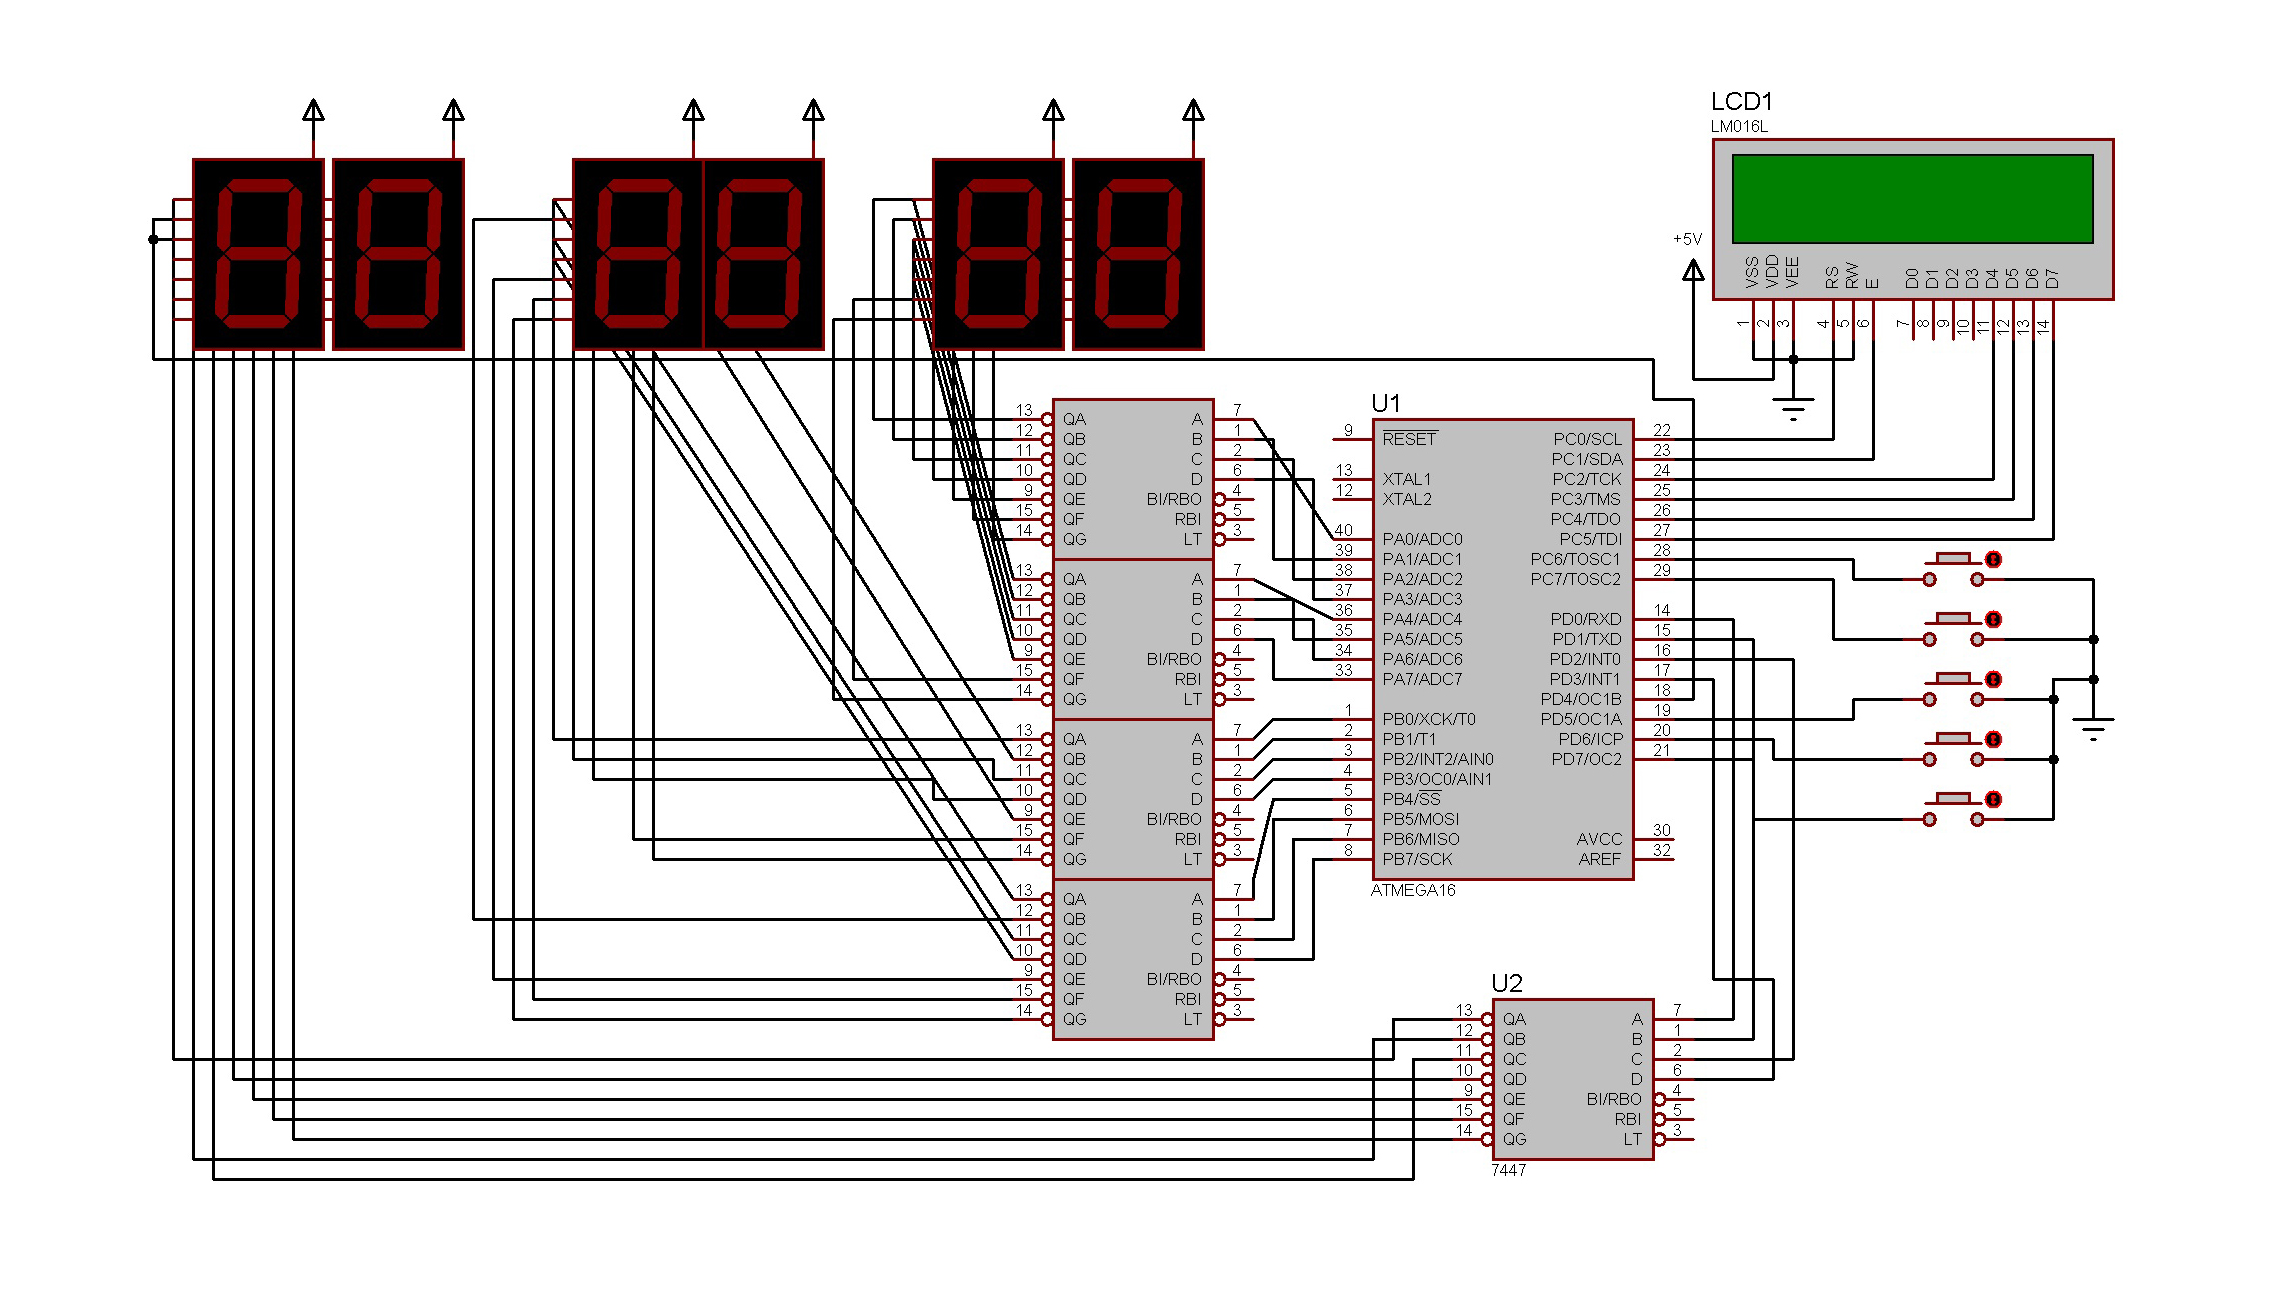 LCD1
LM016L
+5V
VSS
VDD
VEE
RS
RW
E
D0
D1
D2
D3
D4
D5
D6
D7
1
2
3
4
5
6
7
8
9
10
11
12
13
14
13 QA A 7
12 QB B 1
11 QC C 2
10 QD D 6
9 QE BI/RBO 4
15 QF RBI 5
14 QG LT 3
13 QA A 7
12 QB B 1
11 QC C 2
10 QD D 6
9 QE BI/RBO 4
15 QF RBI 5
14 QG LT 3
13 QA A 7
12 QB B 1
11 QC C 2
10 QD D 6
9 QE BI/RBO 4
15 QF RBI 5
14 QG LT 3
13 QA A 7
12 QB B 1
11 QC C 2
10 QD D 6
9 QE BI/RBO 4
15 QF RBI 5
14 QG LT 3
U1
9 RESET PC0/SCL 22
PC1/SDA 23
13 XTAL1 PC2/TCK 24
12 XTAL2 PC3/TMS 25
PC4/TDO 26
40 PA0/ADC0 PC5/TDI 27
39 PA1/ADC1 PC6/TOSC1 28
38 PA2/ADC2 PC7/TOSC2 29
37 PA3/ADC3
36 PA4/ADC4 PD0/RXD 14
35 PA5/ADC5 PD1/TXD 15
34 PA6/ADC6 PD2/INT0 16
33 PA7/ADC7 PD3/INT1 17
PD4/OC1B 18
1 PB0/XCK/T0 PD5/OC1A 19
2 PB1/T1 PD6/ICP 20
3 PB2/INT2/AIN0 PD7/OC2 21
4 PB3/OC0/AIN1
5 PB4/SS
6 PB5/MOSI
7 PB6/MISO AVCC 30
8 PB7/SCK AREF 32
ATMEGA16
U2
13 QA A 7
12 QB B 1
11 QC C 2
10 QD D 6
9 QE BI/RBO 4
15 QF RBI 5
14 QG LT 3
7447